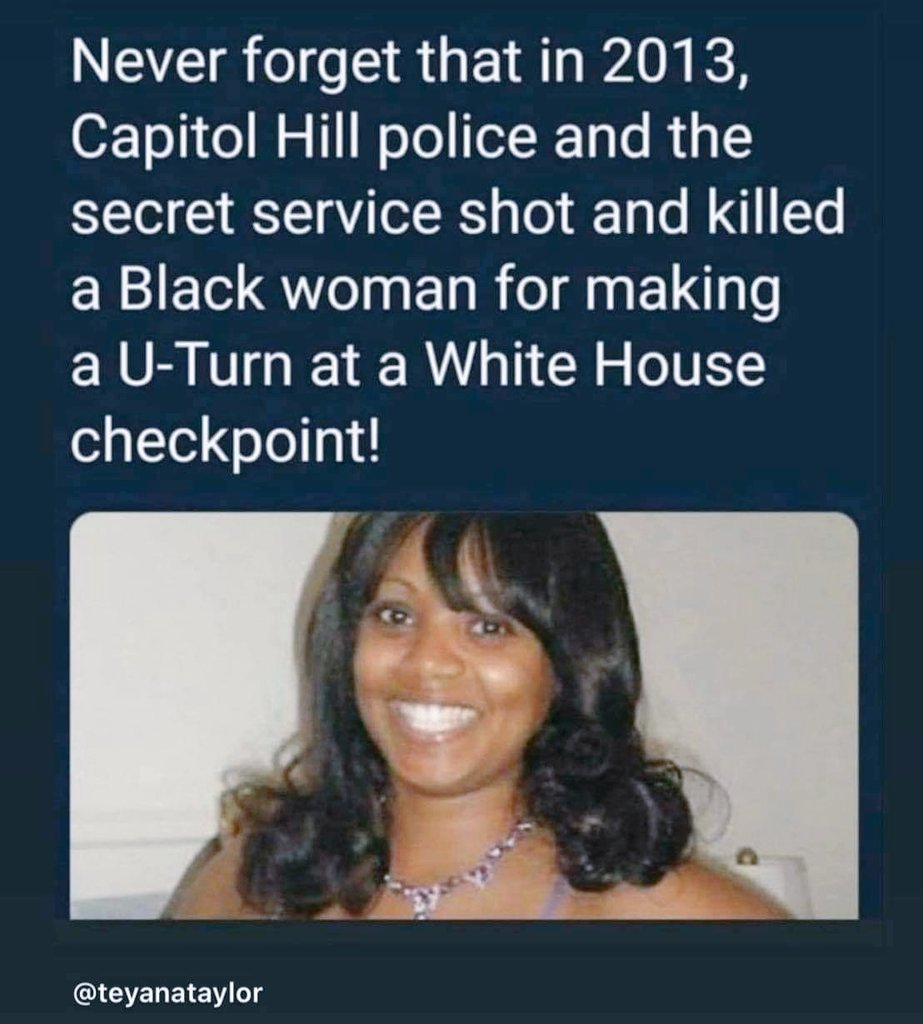 Never forget that in 2013,
Capitol Hill police and the
secret service shot and killed
a Black woman for making
a U-Turn at a White House
checkpoint!
@teyanataylor